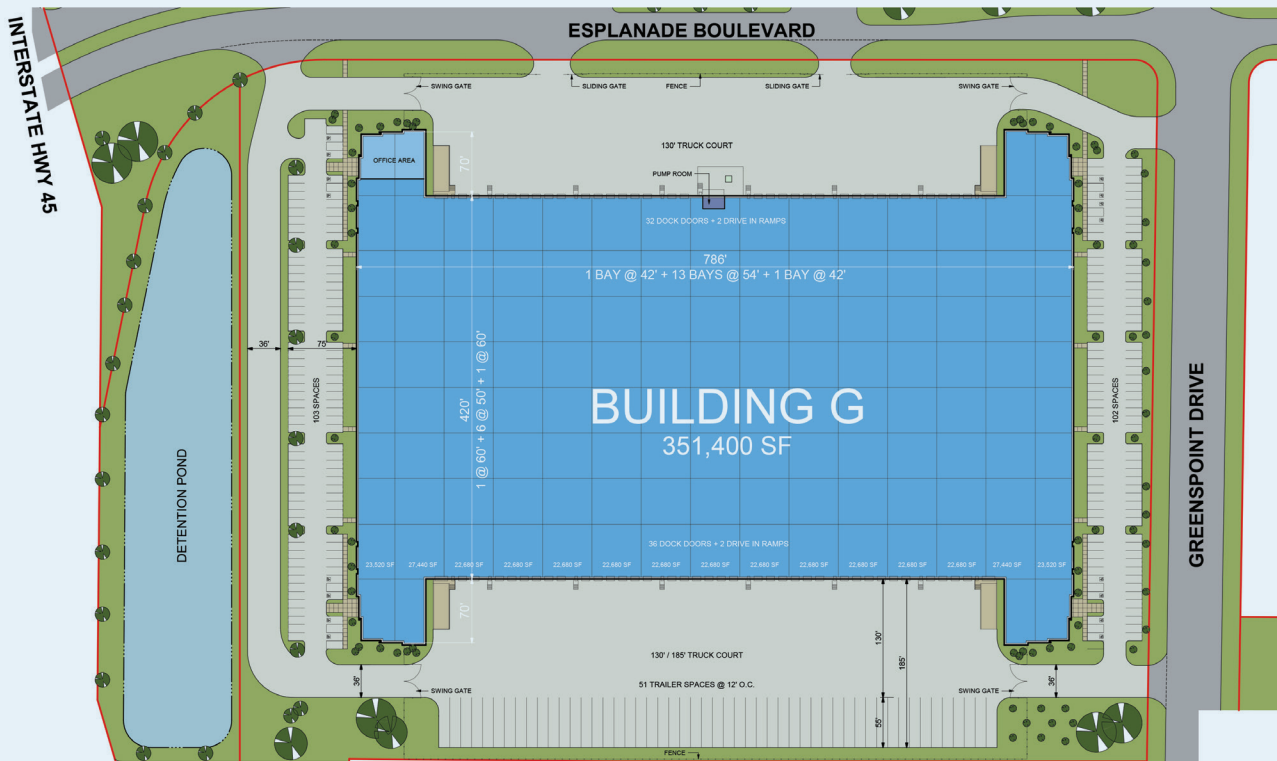 ESPLANADE BOULEVARD
INTERSTATE HWY 45
SWING GATE
SLIDING GATE
FENCE
SLIDING GATE
SWING GATE
OFFICE AREA
70'
130' TRUCK COURT
PUMP ROOM
32 DOCK DOORS + 2 DRIVE IN RAMPS
786'
1 BAY @ 42' + 13 BAYS @ 54' + 1 BAY @ 42'
36'
75'
103 SPACES
420'
1 @ 60' + 6 @ 50' + 1 @ 60'
BUILDING G
351,400 SF
102 SPACES
GREENSPOINT DRIVE
DETENTION POND
36 DOCK DOORS + 2 DRIVE IN RAMPS
23,520 SF
27,440 SF
22,680 SF
22,680 SF
22,680 SF
22,680 SF
22,680 SF
22,680 SF
22,680 SF
22,680 SF
22,680 SF
22,680 SF
22,680 SF
27,440 SF
23,520 SF
70'
130'
185'
130' / 185' TRUCK COURT
36'
SWING GATE
51 TRAILER SPACES @ 12' O.C.
SWING GATE
36'
55'
FENCE